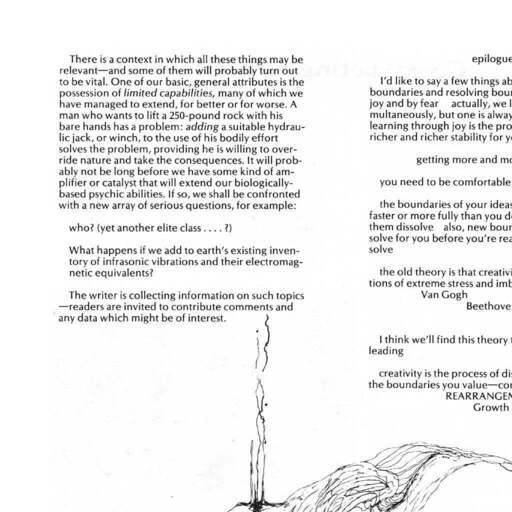 There is a context in which all these things may be
relevant—and some of them will probably turn out
to be vital. One of our basic, general attributes is the
possession of limited capabilities, many of which we
have managed to extend, for better or for worse. A
man who wants to lift a 250-pound rock with his
bare hands has a problem: adding a suitable hydrau-
lic jack, or winch, to the use of his bodily effort
solves the problem, providing he is willing to over-
ride nature and take the consequences. It will prob-
ably not be long before we have some kind of am-
plifier or catalyst that will extend our biologically-
based psychic abilities. If so, we shall be confronted
with a new array of serious questions, for example:
who? (yet another elite class . . . . ?)
What happens if we add to earth's existing inven-
tory of infrasonic vibrations and their electromag-
netic equivalents?
The writer is collecting information on such topics
—readers are invited to contribute comments and
any data which might be of interest.
epilogue
I'd like to say a few things ab
boundaries and resolving bour
joy and by fear actually, we l
multaneously, but one is alway
learning through joy is the pro
richer and richer stability for y
getting more and mo
you need to be comfortable
the boundaries of your ideas
faster or more fully than you d
them dissolve also, new boun
solve for you before you're rea
solve
the old theory is that creativi
tions of extreme stress and imb
Van Gogh
Beethove
I think we'll find this theory t
leading
creativity is the process of dis
the boundaries you value—cor
REARRANGEM
Growth